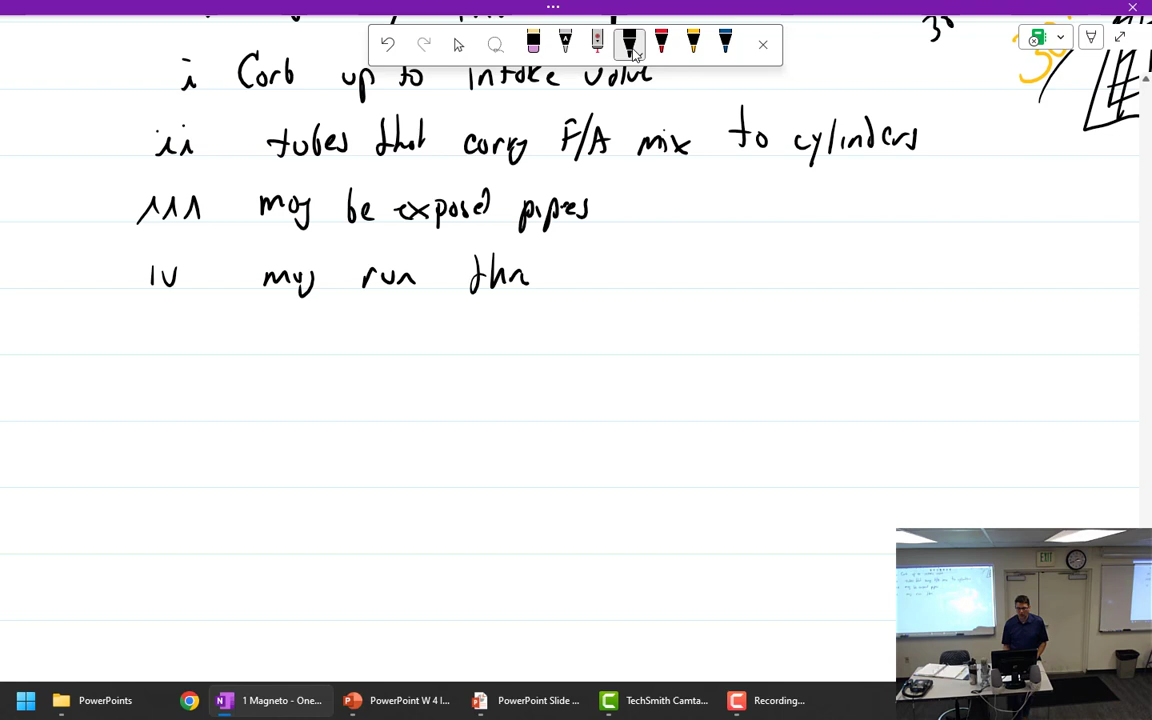 i Carb up to intake valve
ii tubes that carry F/A mix to cylinders
iii may be exposed pipes
iv may run thr
PowerPoints
1 Magneto - One...
PowerPoint W 4 I...
PowerPoint Slide ...
TechSmith Camta...
Recording...